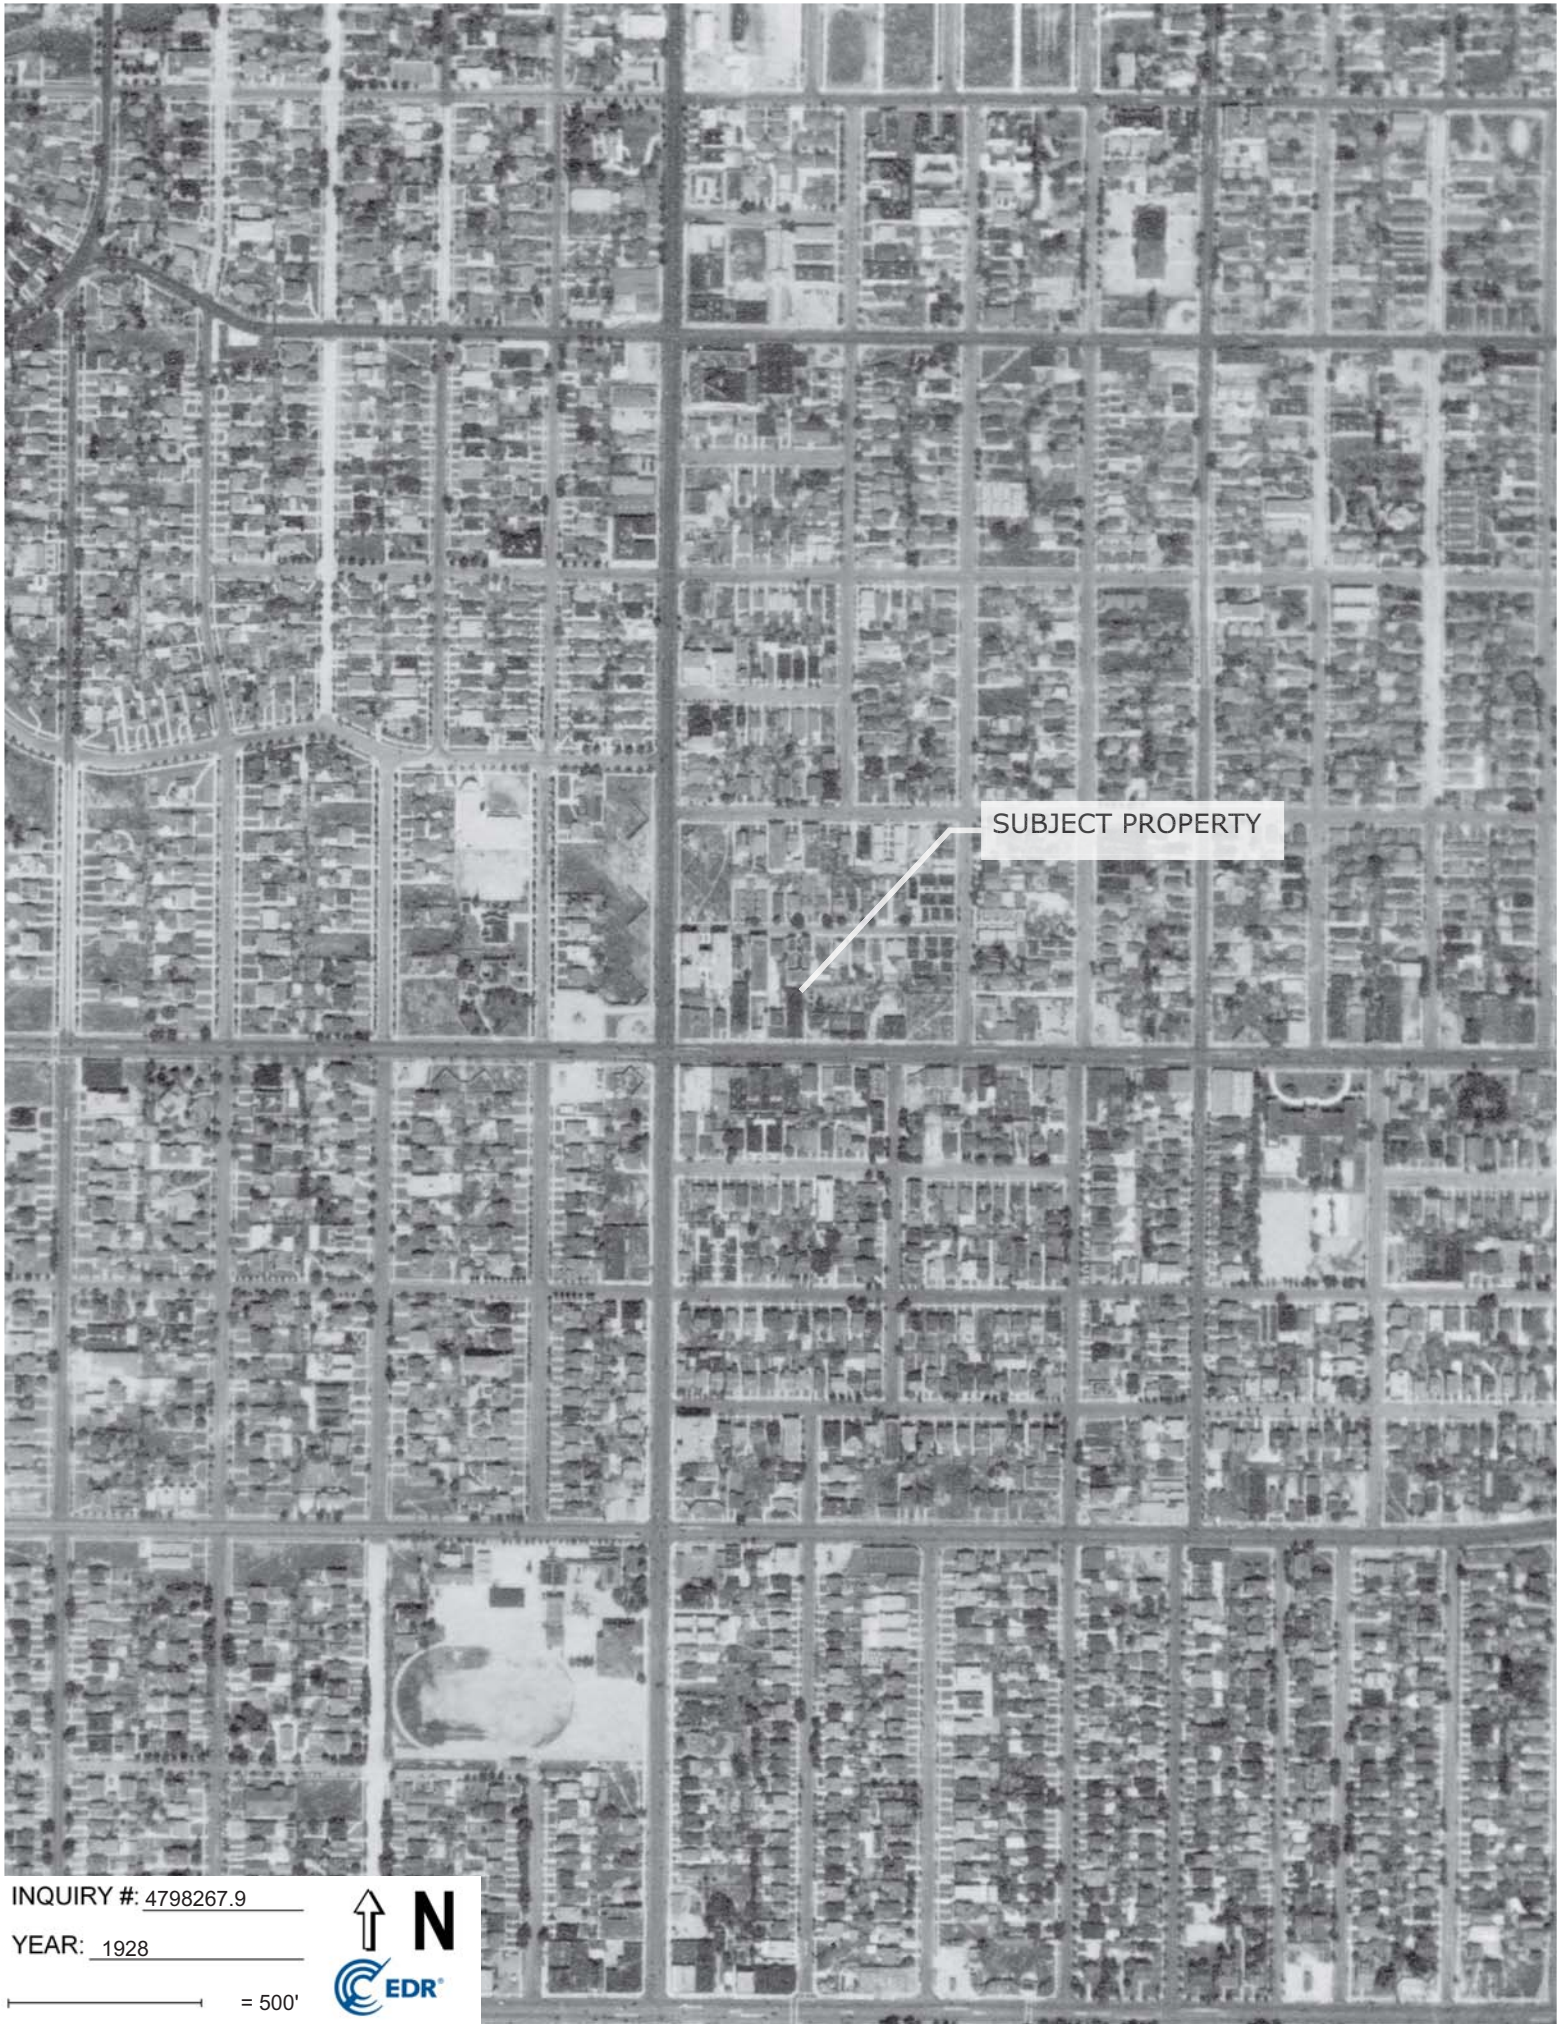 SUBJECT PROPERTY
INQUIRY #: 4798267.9
YEAR: 1928
= 500'
N
EDR®